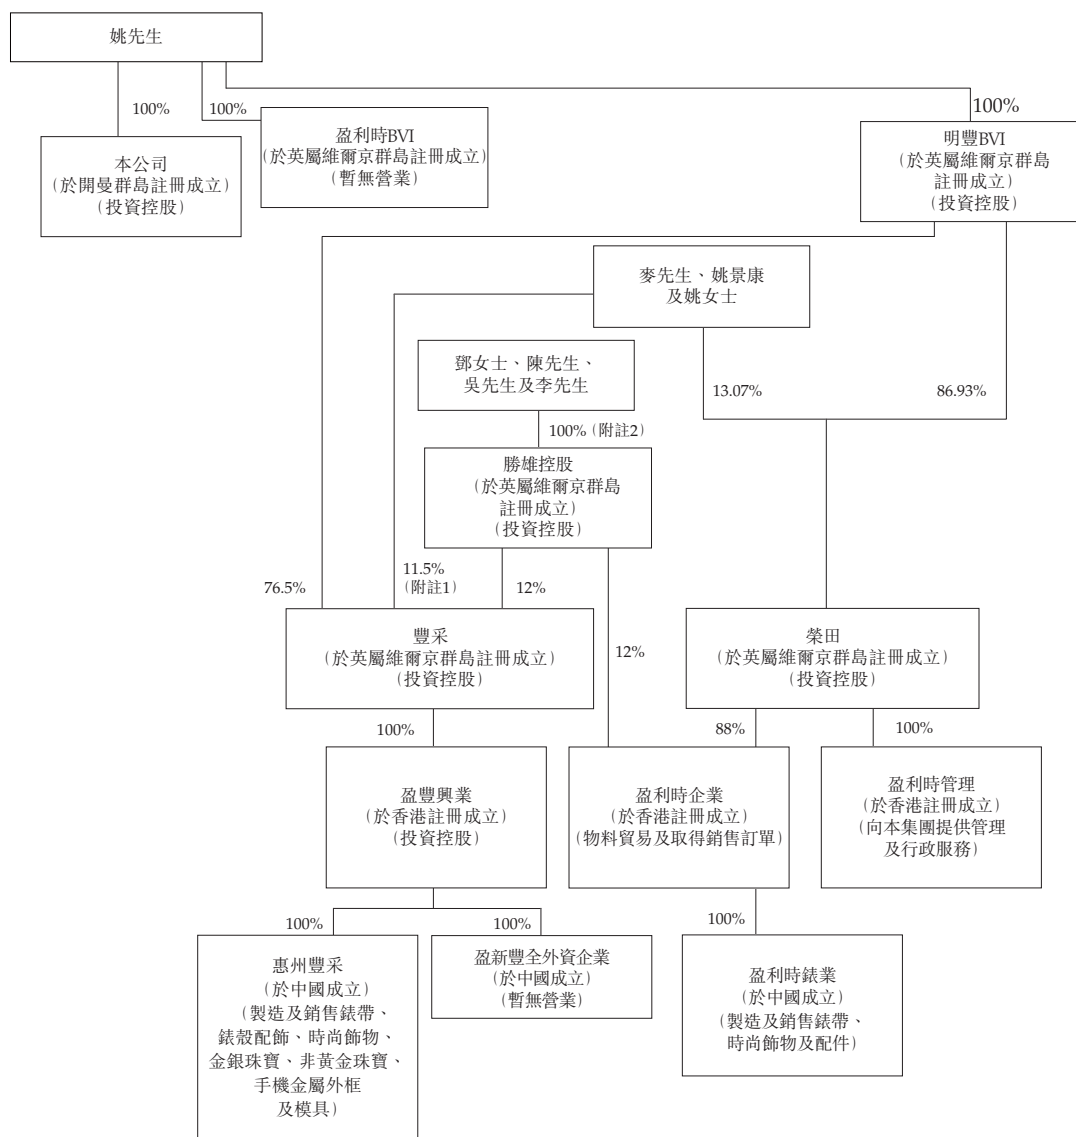 姚先生
100%
100%
100%
本公司
(於開曼群島註冊成立)
(投資控股)
盈利時BVI
(於英屬維爾京群島註冊成立)
(暫無營業)
明豐BVI
(於英屬維爾京群島
註冊成立)
(投資控股)
麥先生、姚景康
及姚女士
鄧女士、陳先生、
吳先生及李先生
13.07%
86.93%
100%(附註2)
勝雄控股
(於英屬維爾京群島
註冊成立)
(投資控股)
76.5%
11.5%
(附註1)
12%
12%
豐采
(於英屬維爾京群島註冊成立)
(投資控股)
榮田
(於英屬維爾京群島註冊成立)
(投資控股)
100%
88%
100%
盈豐興業
(於香港註冊成立)
(投資控股)
盈利時企業
(於香港註冊成立)
(物料貿易及取得銷售訂單)
盈利時管理
(於香港註冊成立)
(向本集團提供管理
及行政服務)
100%
100%
100%
惠州豐采
(於中國成立)
(製造及銷售錶帶、
錶殼配飾、時尚飾物、
金銀珠寶、非黃金珠寶、
手機金屬外框
及模具)
盈新豐全外資企業
(於中國成立)
(暫無營業)
盈利時錶業
(於中國成立)
(製造及銷售錶帶、
時尚飾物及配件)